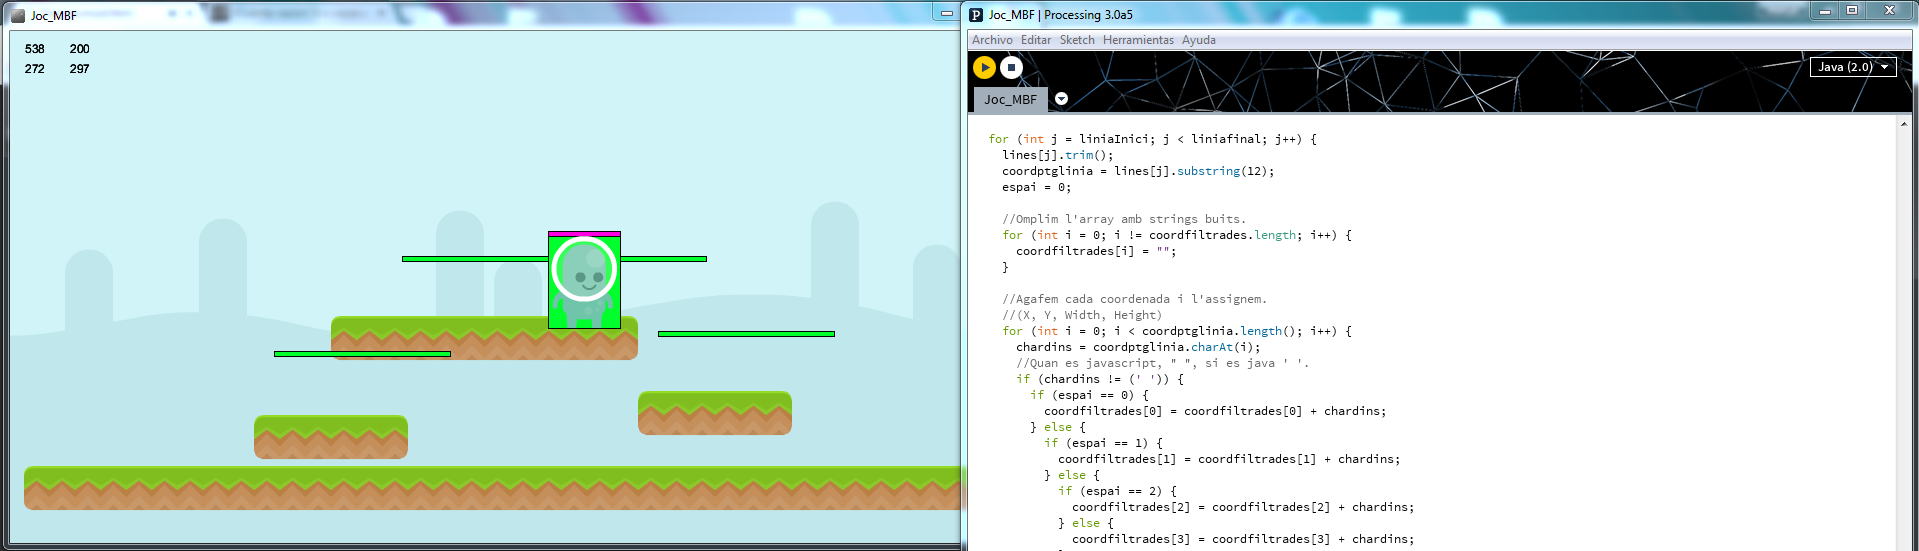 Joc_MBF
538 200
272 297
Joc_MBF | Processing 3.0a5
Archivo Editar Sketch Herramientas Ayuda
Java (2.0)
Joc_MBF
for (int j = liniaInici; j < liniafinal; j++) {
lines[j].trim();
coordptglinia = lines[j].substring(12);
espai = 0;
//Omplim l'array amb strings buits.
for (int i = 0; i != coordfiltrades.length; i++) {
coordfiltrades[i] = "";
}
//Agafem cada coordenada i l'assignem.
//(X, Y, Width, Height)
for (int i = 0; i < coordptglinia.length(); i++) {
chardins = coordptglinia.charAt(i);
//Quan es javascript, " ", si es java ' '.
if (chardins != (' ')) {
if (espai == 0) {
coordfiltrades[0] = coordfiltrades[0] + chardins;
} else {
if (espai == 1) {
coordfiltrades[1] = coordfiltrades[1] + chardins;
} else {
if (espai == 2) {
coordfiltrades[2] = coordfiltrades[2] + chardins;
} else {
coordfiltrades[3] = coordfiltrades[3] + chardins;